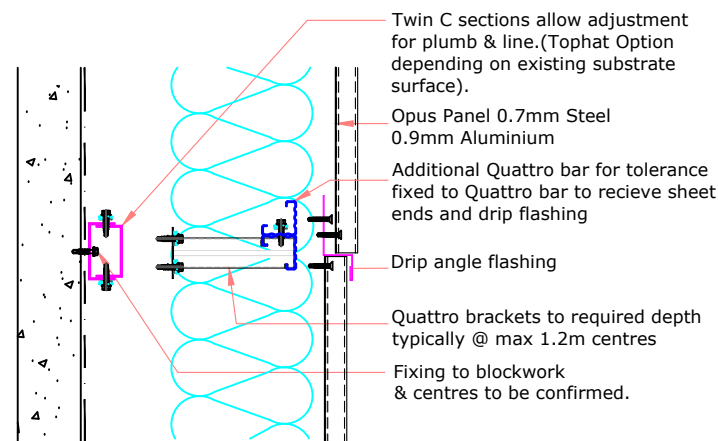 Twin C sections allow adjustment
for plumb & line.(Tophat Option
depending on existing substrate
surface).
Opus Panel 0.7mm Steel
0.9mm Aluminium
Additional Quattro bar for tolerance
fixed to Quattro bar to recieve sheet
ends and drip flashing
Drip angle flashing
Quattro brackets to required depth
typically @ max 1.2m centres
Fixing to blockwork
& centres to be confirmed.